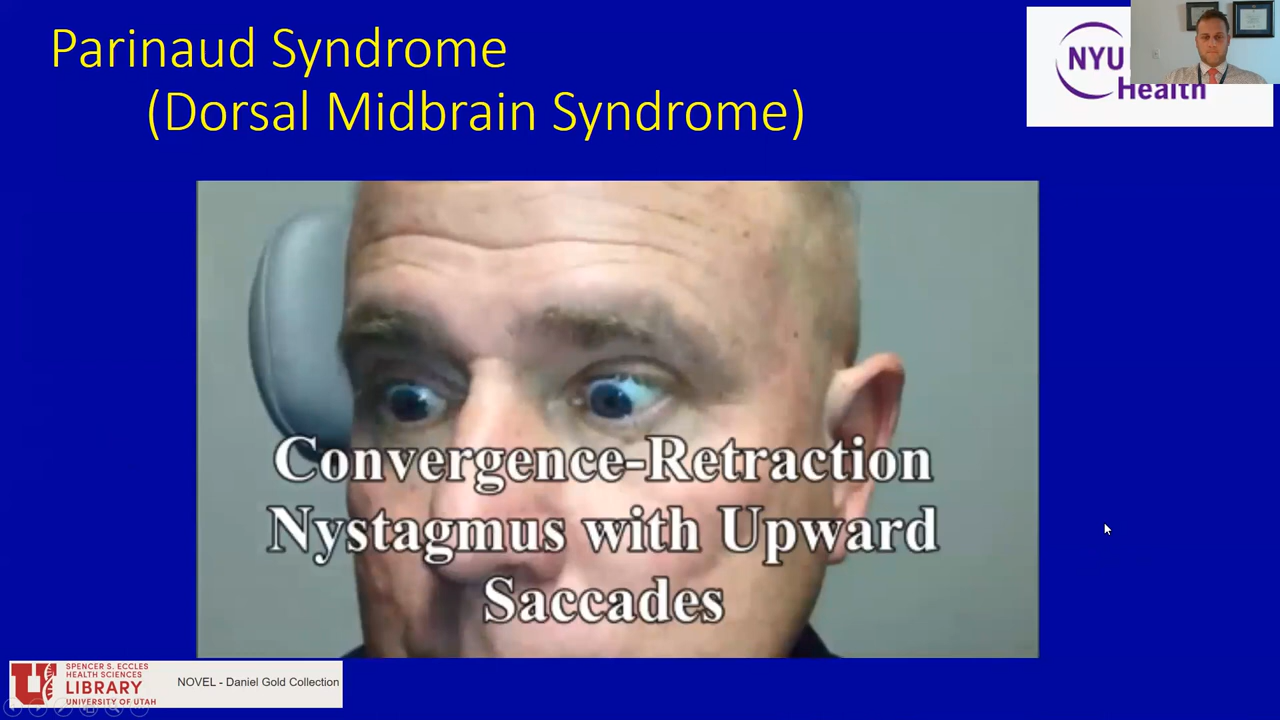 Parinaud Syndrome
(Dorsal Midbrain Syndrome)
NYU
Health
Convergence-Retraction
Nystagmus with Upward
Saccades
SPENCER S. ECCLES
HEALTH SCIENCES
LIBRARY
UNIVERSITY OF UTAH
NOVEL - Daniel Gold Collection